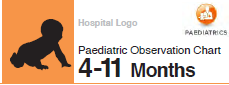 Hospital Logo
PAEDIATRICS
Paediatric Observation Chart
4-11 Months